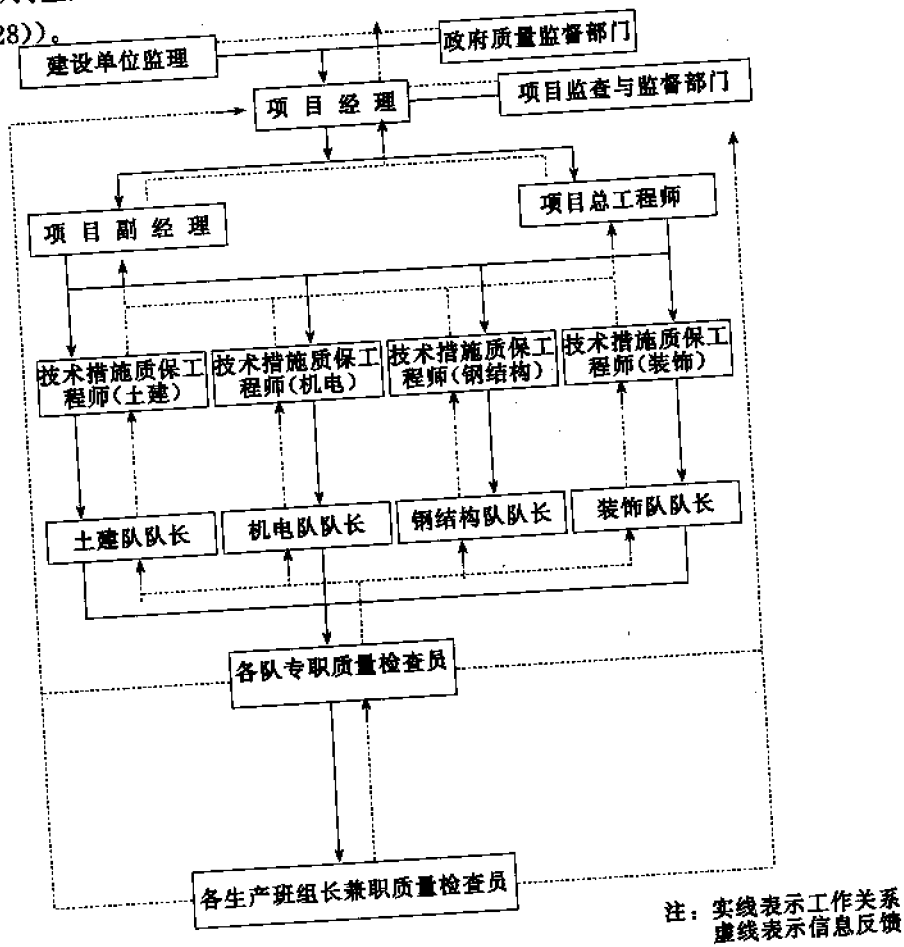 28))。
建设单位监理
政府质量监督部门
项目经理
项目监查与监督部门
项目副经理
项目总工程师
技术措施质保工
程师(土建)
技术措施质保工
程师(机电)
技术措施质保工
程师(钢结构)
技术措施质保工
程师(装饰)
土建队队长
机电队队长
钢结构队队长
装饰队队长
各队专职质量检查员
各生产班组长兼职质量检查员
注：实线表示工作关系
虚线表示信息反馈